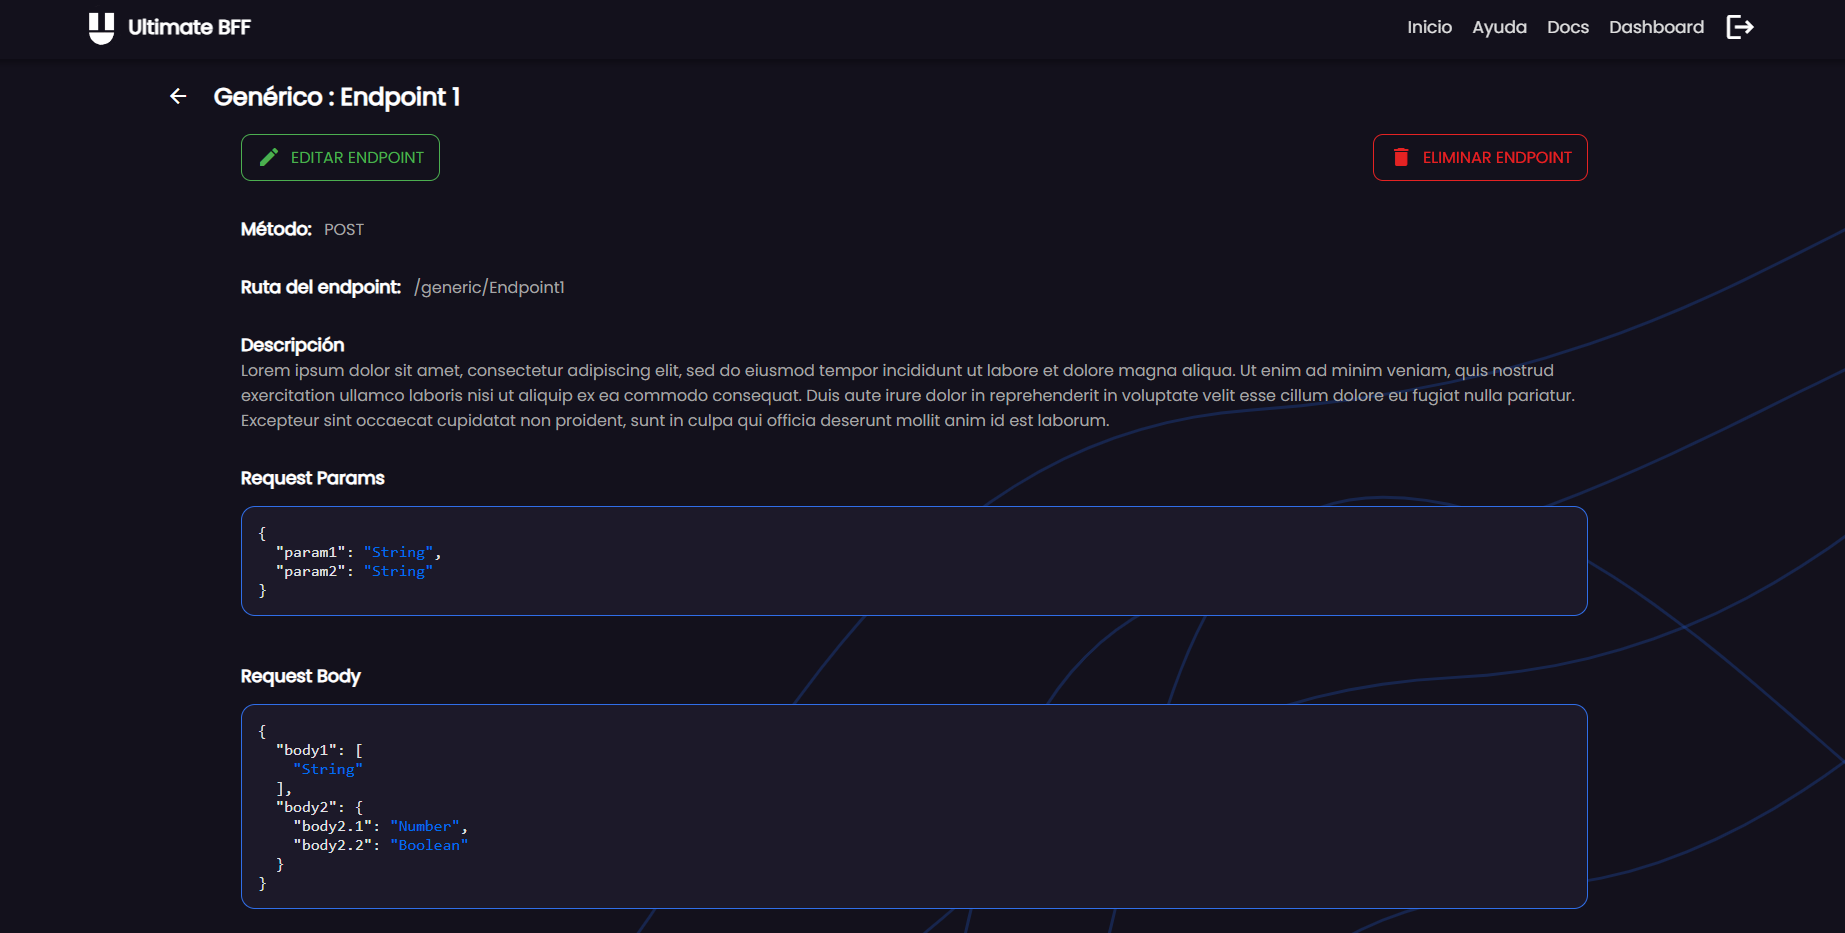 Ultimate BFF
Inicio Ayuda Docs Dashboard
Genérico : Endpoint 1
EDITAR ENDPOINT
ELIMINAR ENDPOINT
Método: POST
Ruta del endpoint: /generic/Endpoint1
Descripción
Lorem ipsum dolor sit amet, consectetur adipiscing elit, sed do eiusmod tempor incididunt ut labore et dolore magna aliqua. Ut enim ad minim veniam, quis nostrud
exercitation ullamco laboris nisi ut aliquip ex ea commodo consequat. Duis aute irure dolor in reprehenderit in voluptate velit esse cillum dolore eu fugiat nulla pariatur.
Excepteur sint occaecat cupidatat non proident, sunt in culpa qui officia deserunt mollit anim id est laborum.
Request Params
{
  "param1": "String",
  "param2": "String"
}
Request Body
{
  "body1": [
    "String"
  ],
  "body2": {
    "body2.1": "Number",
    "body2.2": "Boolean"
  }
}